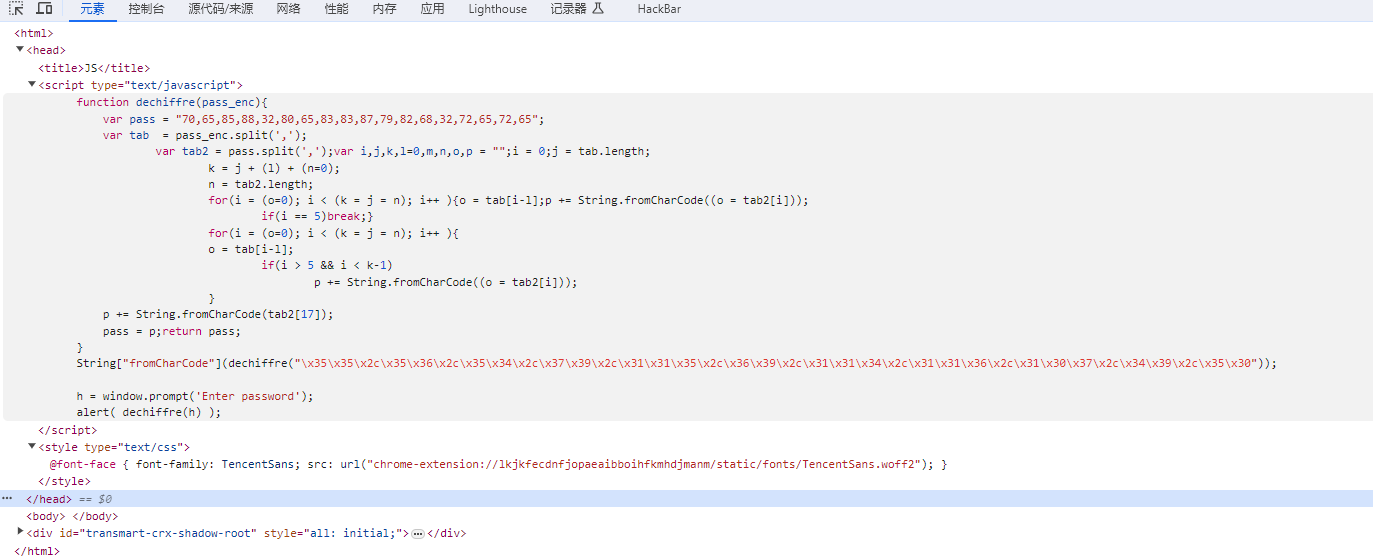 元素 控制台 源代码/来源 网络 性能 内存 应用 Lighthouse 记录器 HackBar
<html>
<head>
<title>JS</title>
<script type="text/javascript">
function dechiffre(pass_enc){
var pass = "70,65,85,88,32,80,65,83,83,87,79,82,68,32,72,65,72,65";
var tab  = pass_enc.split(',');
var tab2 = pass.split(',');var i,j,k,l=0,m,n,o,p = "";i = 0;j = tab.length;
k = j + (l) + (n=0);
n = tab2.length;
for(i = (o=0); i < (k = j = n); i++ ){o = tab[i-l];p += String.fromCharCode((o = tab2[i]));
if(i == 5)break;}
for(i = (o=0); i < (k = j = n); i++ ){
o = tab[i-l];
if(i > 5 && i < k-1)
p += String.fromCharCode((o = tab2[i]));
}
p += String.fromCharCode(tab2[17]);
pass = p;return pass;
}
String["fromCharCode"](dechiffre("\x35\x35\x2c\x35\x36\x2c\x35\x34\x2c\x37\x39\x2c\x31\x31\x35\x2c\x36\x39\x2c\x31\x31\x34\x2c\x31\x31\x36\x2c\x31\x30\x37\x2c\x34\x39\x2c\x35\x30"));
h = window.prompt('Enter password');
alert( dechiffre(h) );
</script>
<style type="text/css">
@font-face { font-family: TencentSans; src: url("chrome-extension://lkjkfecdnfjopaeaibboihfkmhdjmanm/static/fonts/TencentSans.woff2"); }
</style>
</head> == $0
<body> </body>
<div id="transmart-crx-shadow-root" style="all: initial;">…</div>
</html>